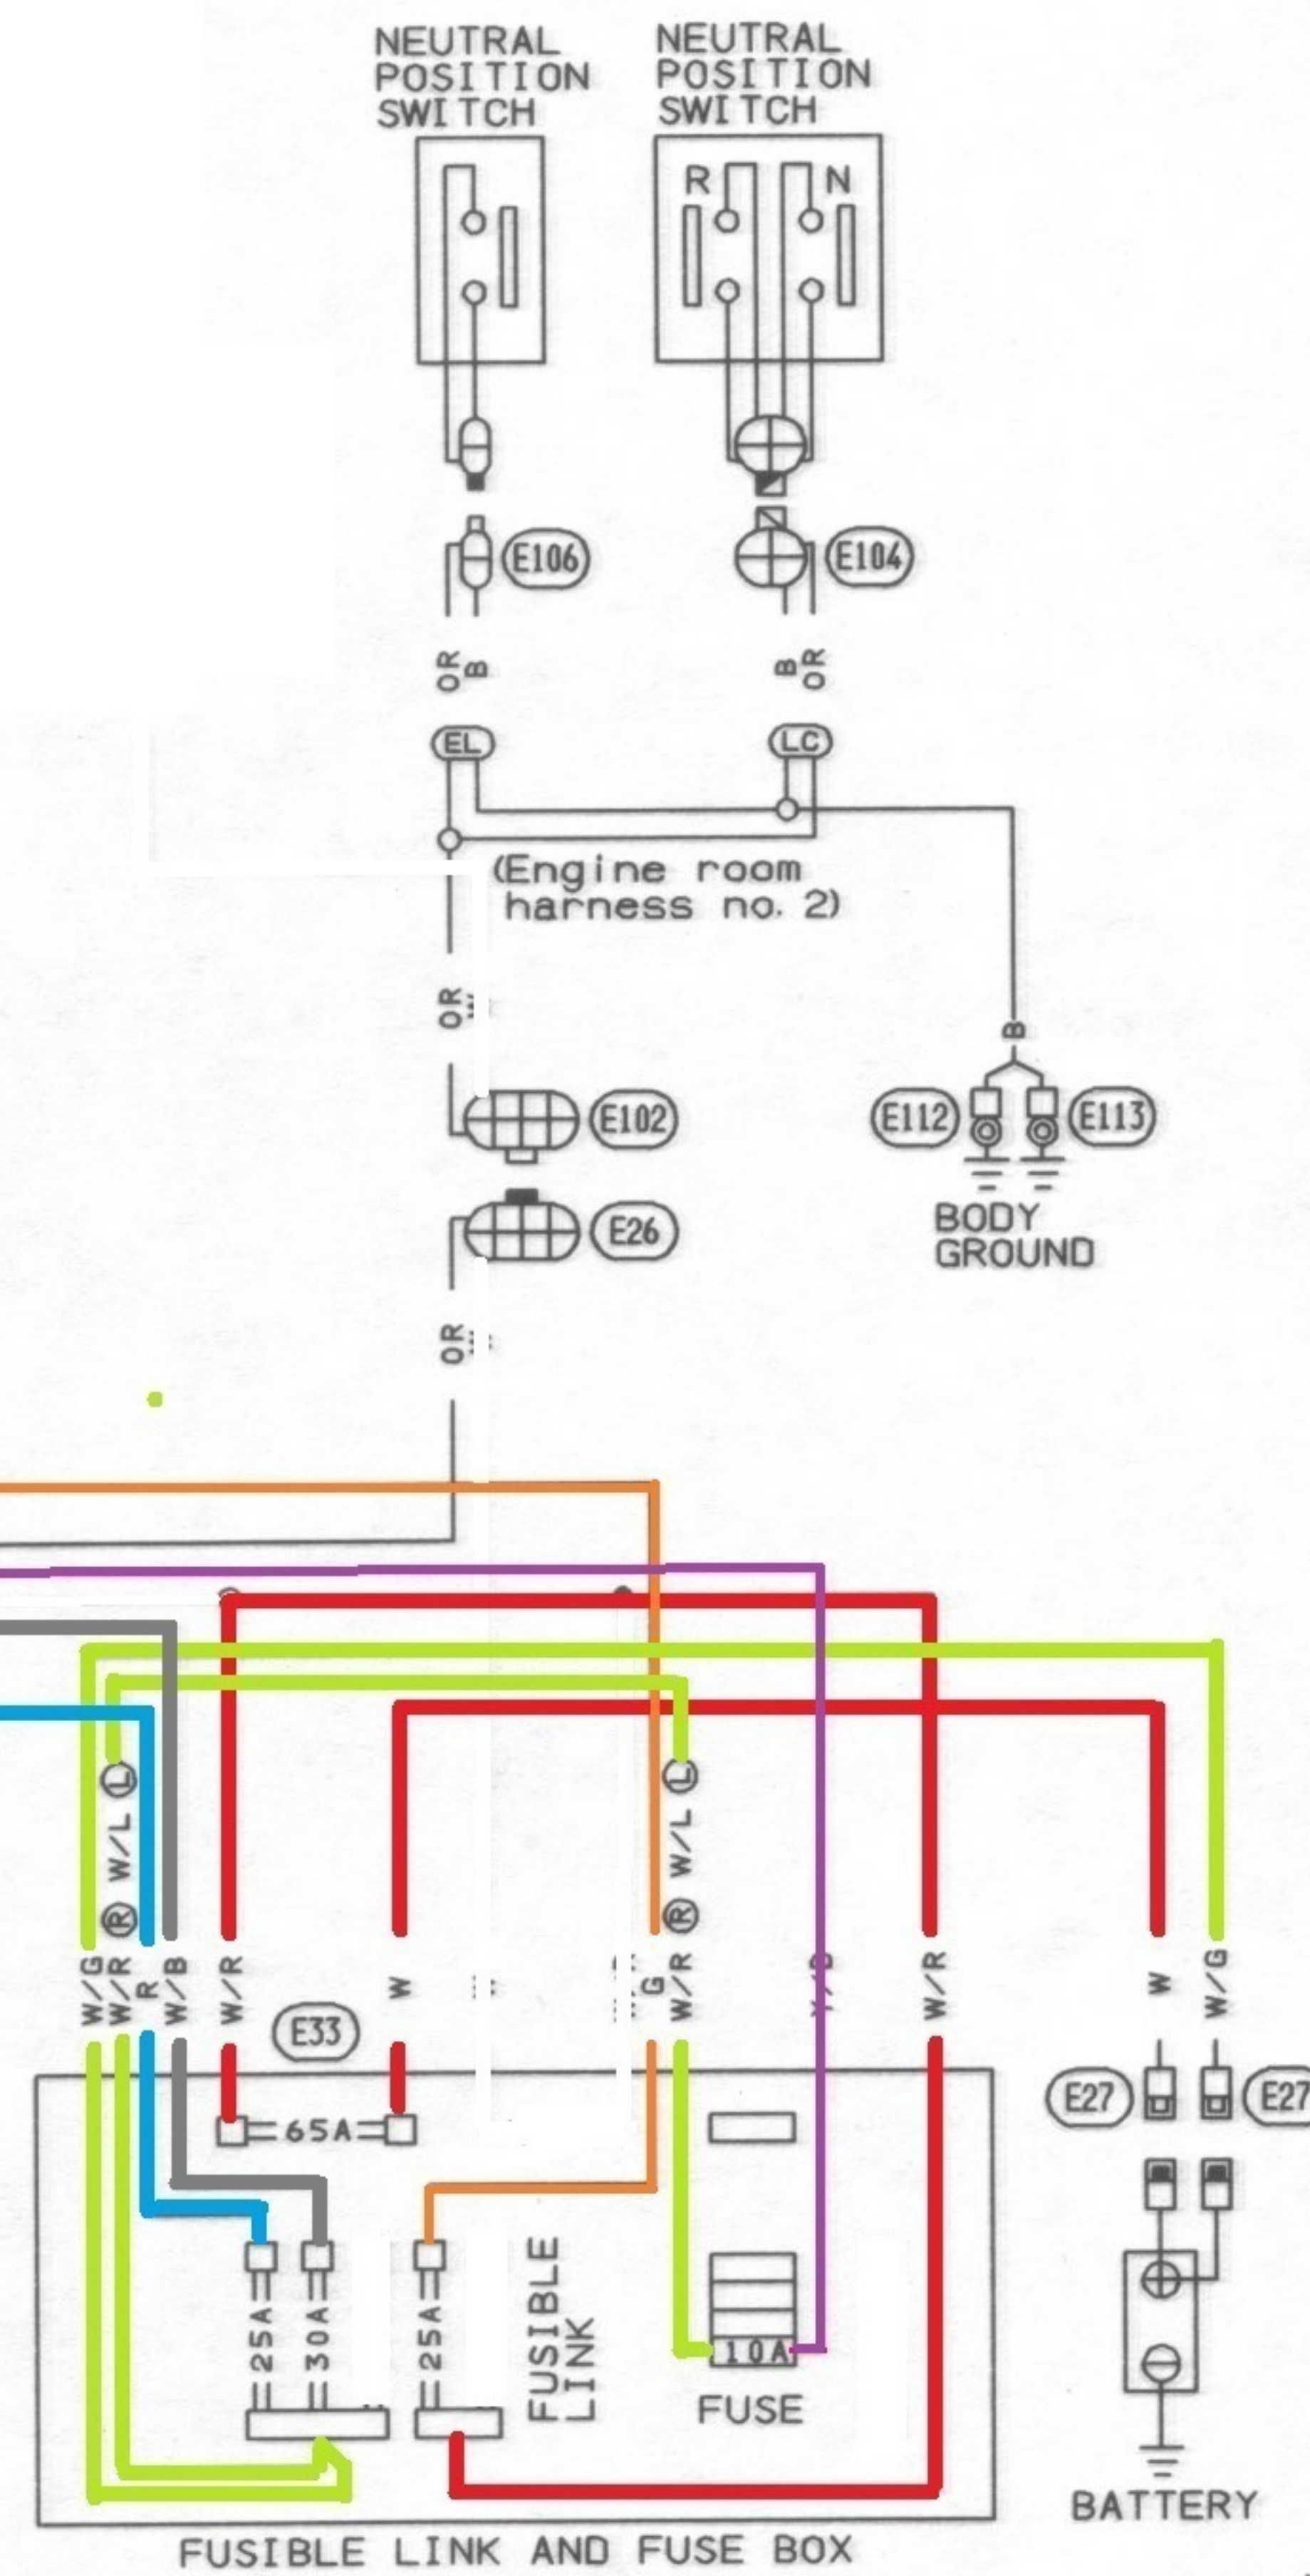 NEUTRAL
POSITION
SWITCH
NEUTRAL
POSITION
SWITCH
R
N
E106
E104
OR
B
B
OR
EL
LC
(Engine room
harness no. 2)
OR
B
E102
E112
E113
E26
BODY
GROUND
OR
L
W/L
R
L
W/L
R
W/G
W/R
R
W/B
W/R
W
G
W/R
W/R
W
W/G
E33
E27
E27
65A
25A
30A
25A
FUSIBLE
LINK
10A
FUSE
BATTERY
FUSIBLE LINK AND FUSE BOX